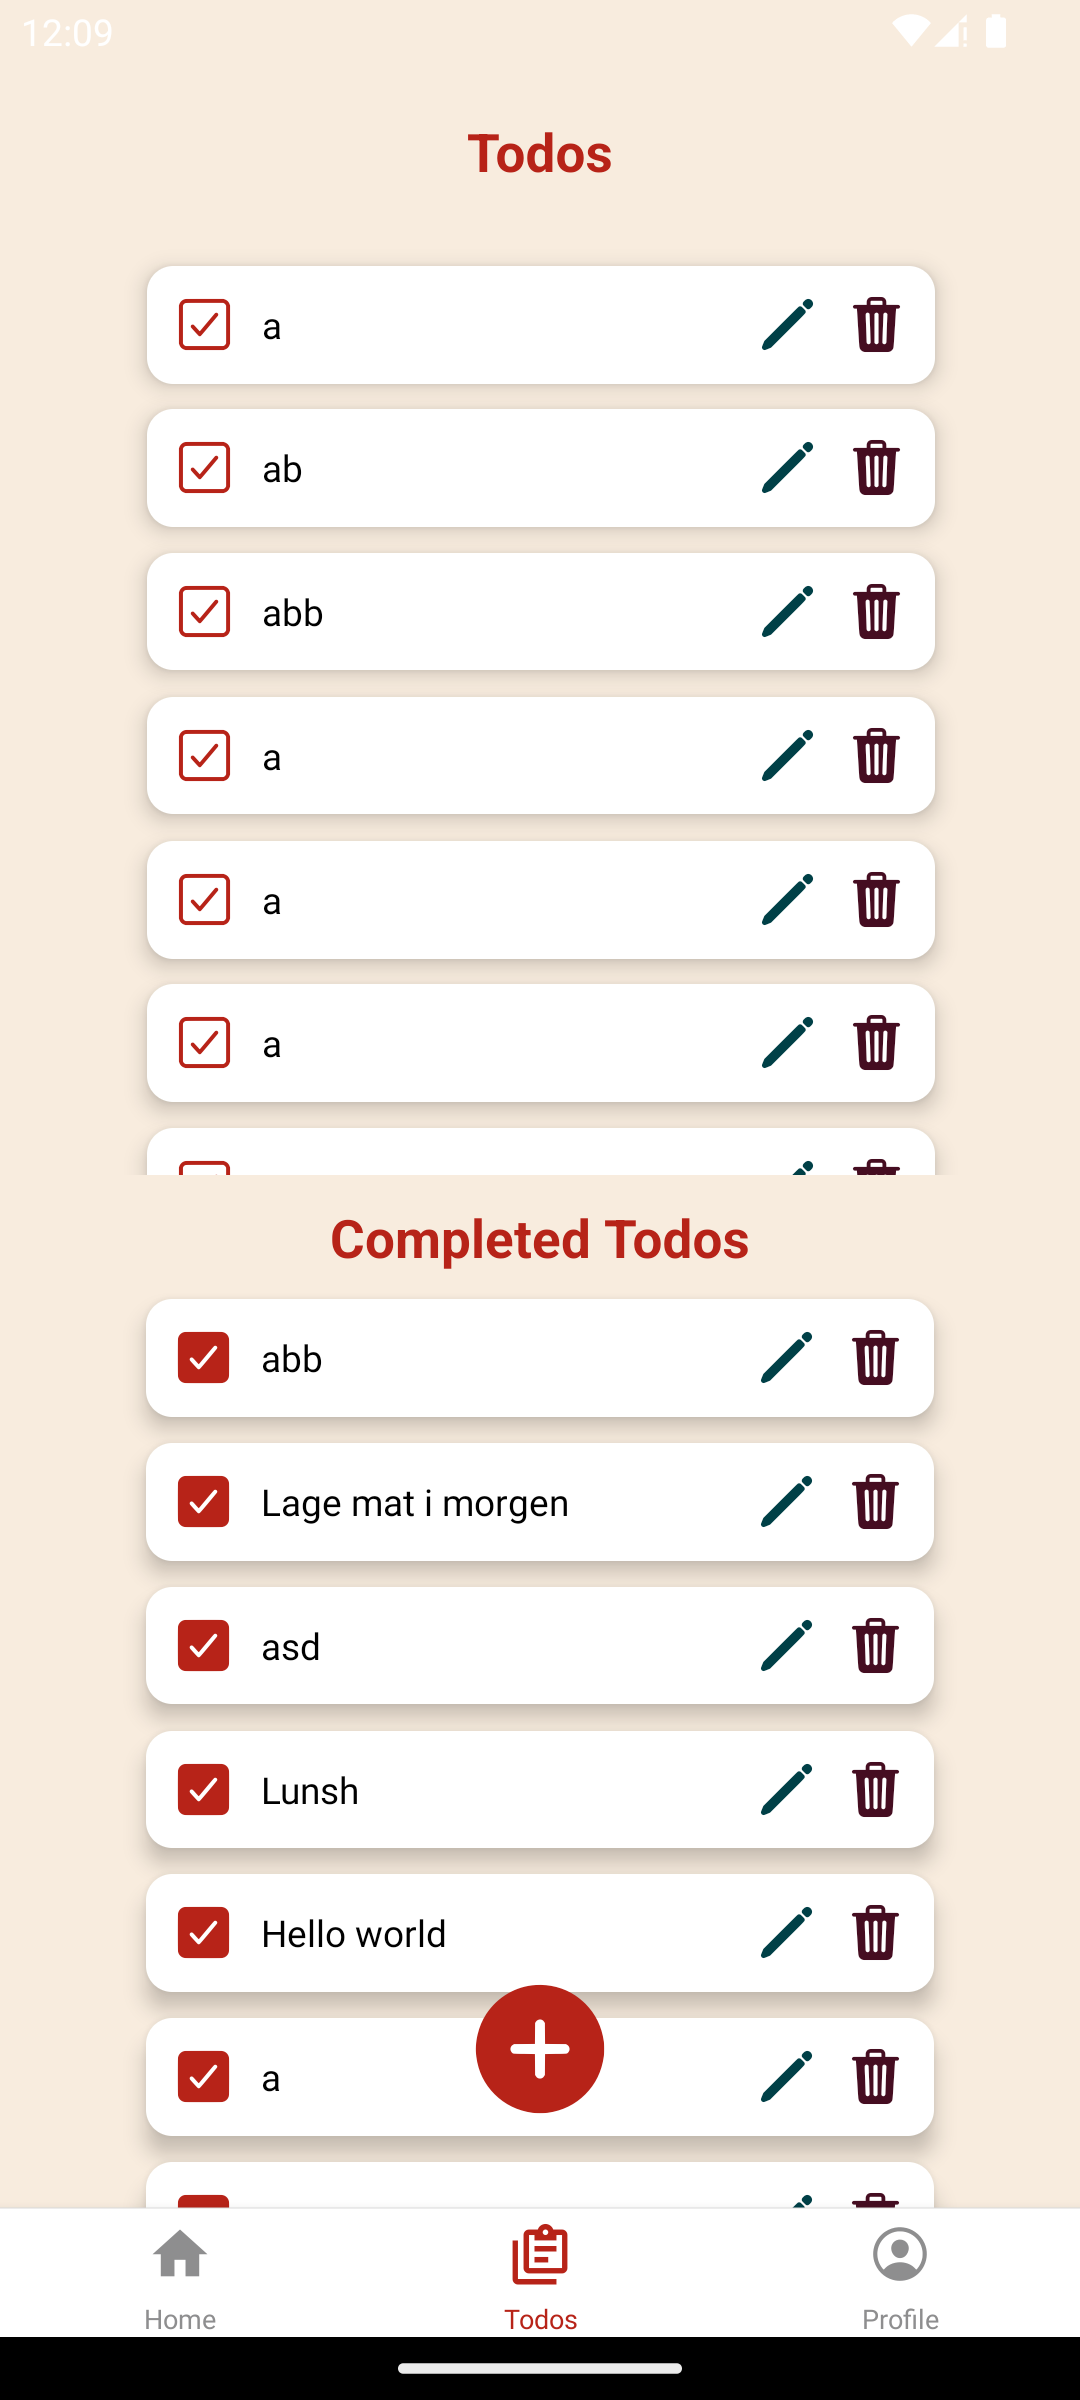 12:09
Todos
a
ab
abb
a
a
a
Completed Todos
abb
Lage mat i morgen
asd
Lunsh
Hello world
a
Home
Todos
Profile